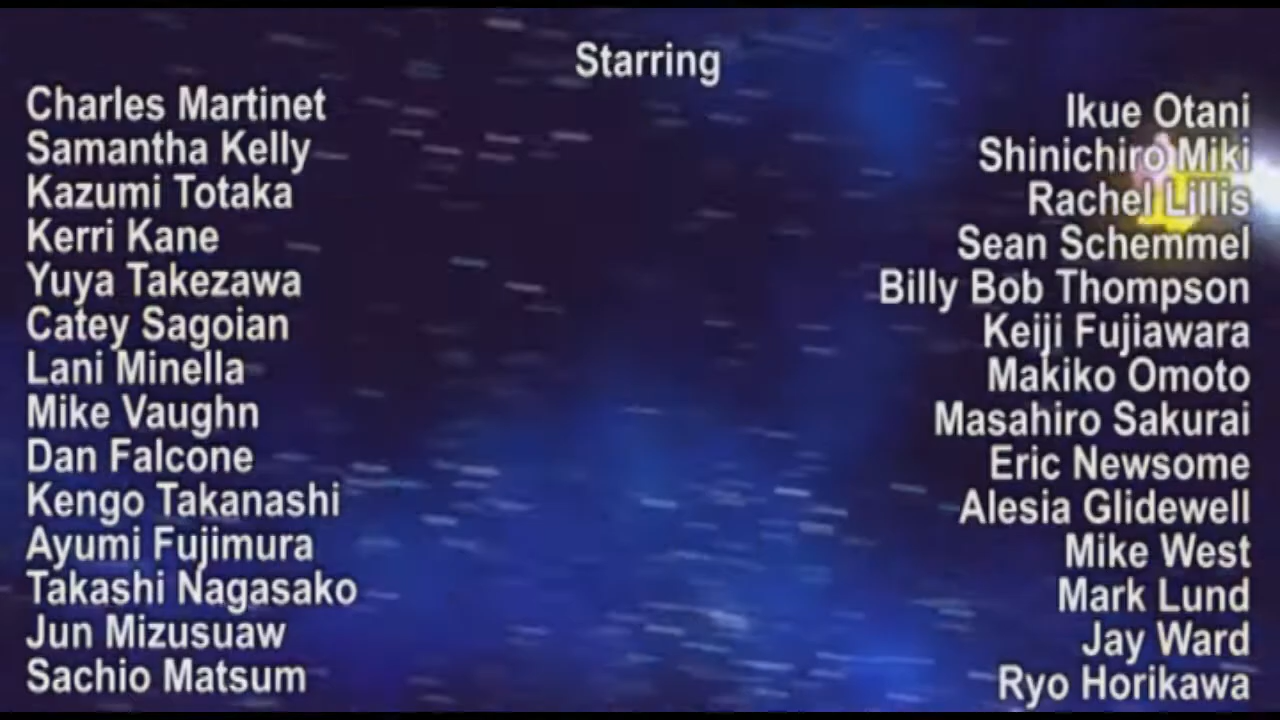 Starring
Charles Martinet
Samantha Kelly
Kazumi Totaka
Kerri Kane
Yuya Takezawa
Catey Sagoian
Lani Minella
Mike Vaughn
Dan Falcone
Kengo Takanashi
Ayumi Fujimura
Takashi Nagasako
Jun Mizusuaw
Sachio Matsum
Ikue Otani
Shinichiro Miki
Rachel Lillis
Sean Schemmel
Billy Bob Thompson
Keiji Fujiawara
Makiko Omoto
Masahiro Sakurai
Eric Newsome
Alesia Glidewell
Mike West
Mark Lund
Jay Ward
Ryo Horikawa